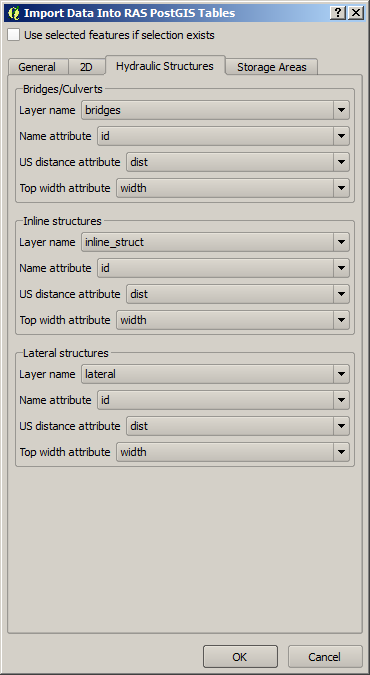 Import Data Into RAS PostGIS Tables
Use selected features if selection exists
General 2D Hydraulic Structures Storage Areas
Bridges/Culverts
Layer name bridges
Name attribute id
US distance attribute dist
Top width attribute width
Inline structures
Layer name inline_struct
Name attribute id
US distance attribute dist
Top width attribute width
Lateral structures
Layer name lateral
Name attribute id
US distance attribute dist
Top width attribute width
OK Cancel